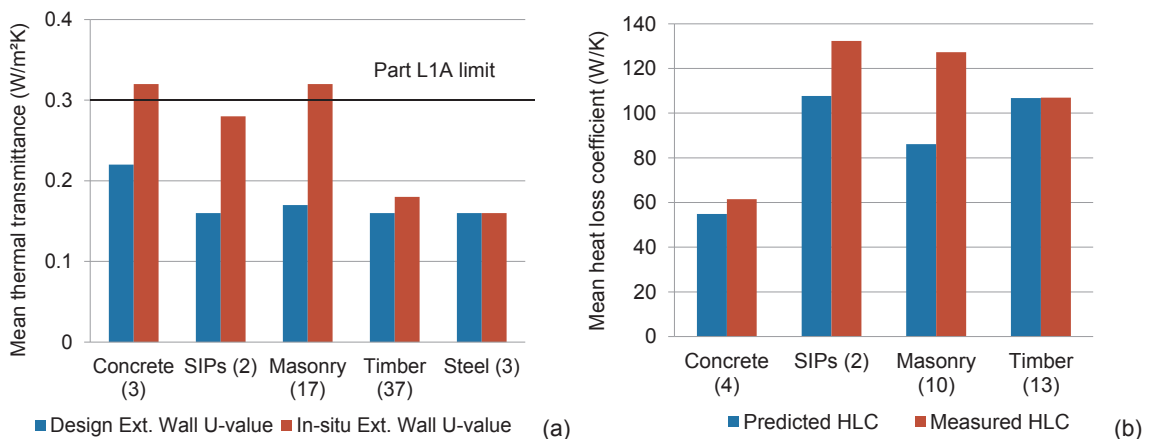 Mean thermal transmittance (W/m²K)
0.4
0.3
0.2
0.1
0
Part L1A limit
Concrete SIPs (2) Masonry Timber Steel (3)
(3) (17) (37)
Design Ext. Wall U-value In-situ Ext. Wall U-value (a)
Mean heat loss coefficient (W/K)
140
120
100
80
60
40
20
0
Concrete SIPs (2) Masonry Timber
(4) (10) (13)
Predicted HLC Measured HLC (b)